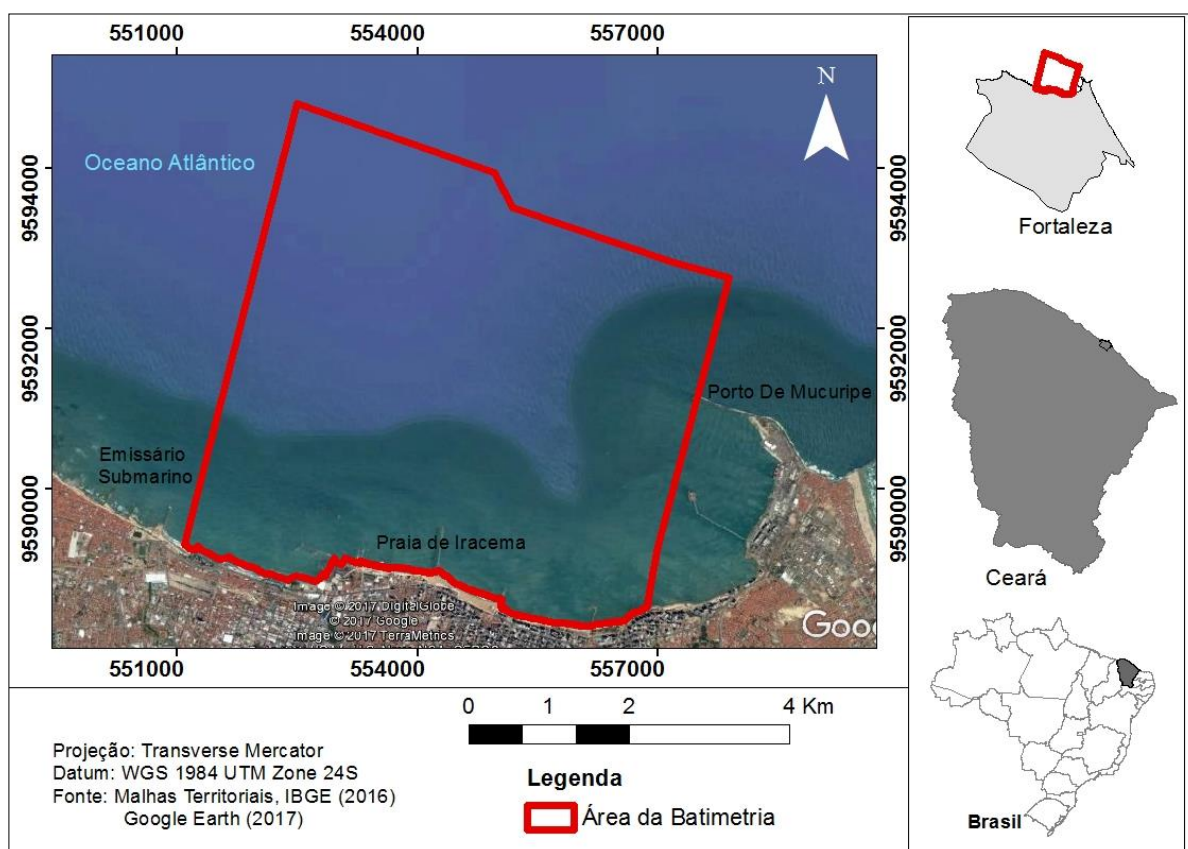 551000 554000 557000
N
Oceano Atlântico
9594000 9594000
Fortaleza
9592000 9592000
Porto De Mucuripe
Emissário
Submarino
9590000 9590000
Praia de Iracema
Ceará
Image © 2017 DigitalGlobe
© 2017 Google
Image © 2017 TerraMetrics
Goo
551000 554000 557000
0 1 2 4 Km
Projeção: Transverse Mercator
Datum: WGS 1984 UTM Zone 24S
Fonte: Malhas Territoriais, IBGE (2016)
Google Earth (2017)
Legenda
Área da Batimetria
Brasil